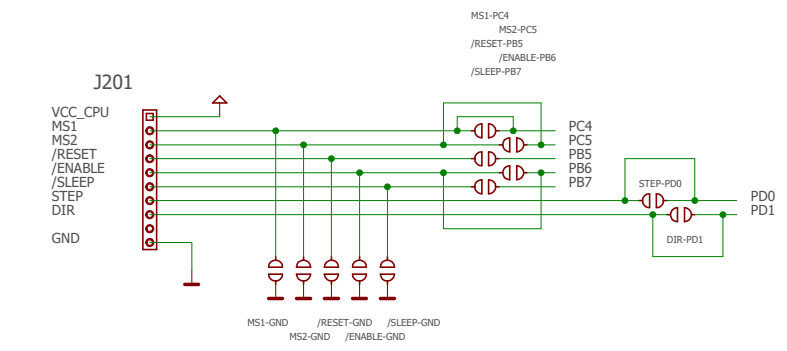 MS1-PC4
MS2-PC5
/RESET-PB5
/ENABLE-PB6
/SLEEP-PB7
J201
VCC_CPU
MS1
MS2
/RESET
/ENABLE
/SLEEP
STEP
DIR
GND
PC4
PC5
PB5
PB6
PB7
STEP-PD0
PD0
PD1
DIR-PD1
MS1-GND /RESET-GND /SLEEP-GND
MS2-GND /ENABLE-GND